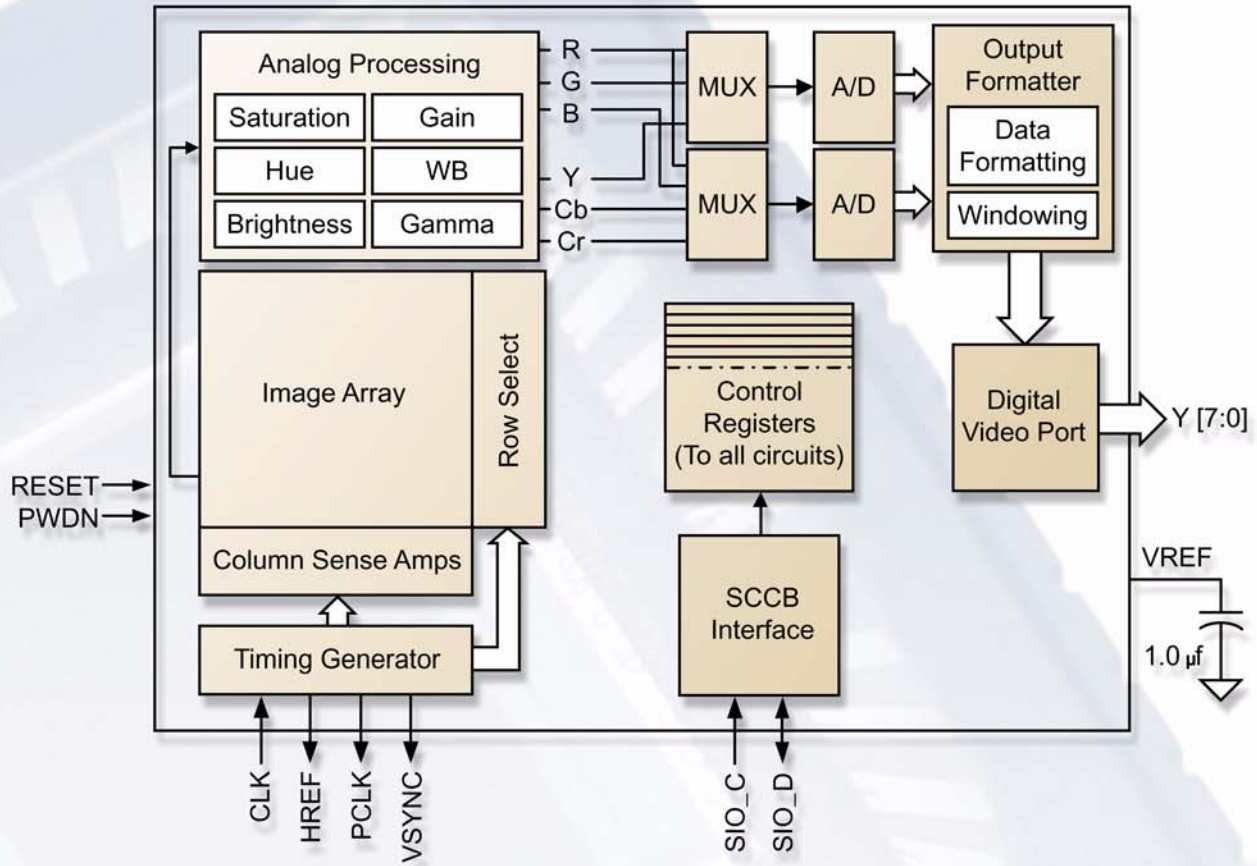 Analog Processing
Saturation
Gain
Hue
WB
Brightness
Gamma
R
G
B
Y
Cb
Cr
MUX
A/D
MUX
A/D
Output
Formatter
Data
Formatting
Windowing
Image Array
Row Select
Column Sense Amps
Timing Generator
Control
Registers
(To all circuits)
SCCB
Interface
Digital
Video Port
Y [7:0]
RESET
PWDN
VREF
1.0 µf
CLK
HREF
PCLK
VSYNC
SIO_C
SIO_D